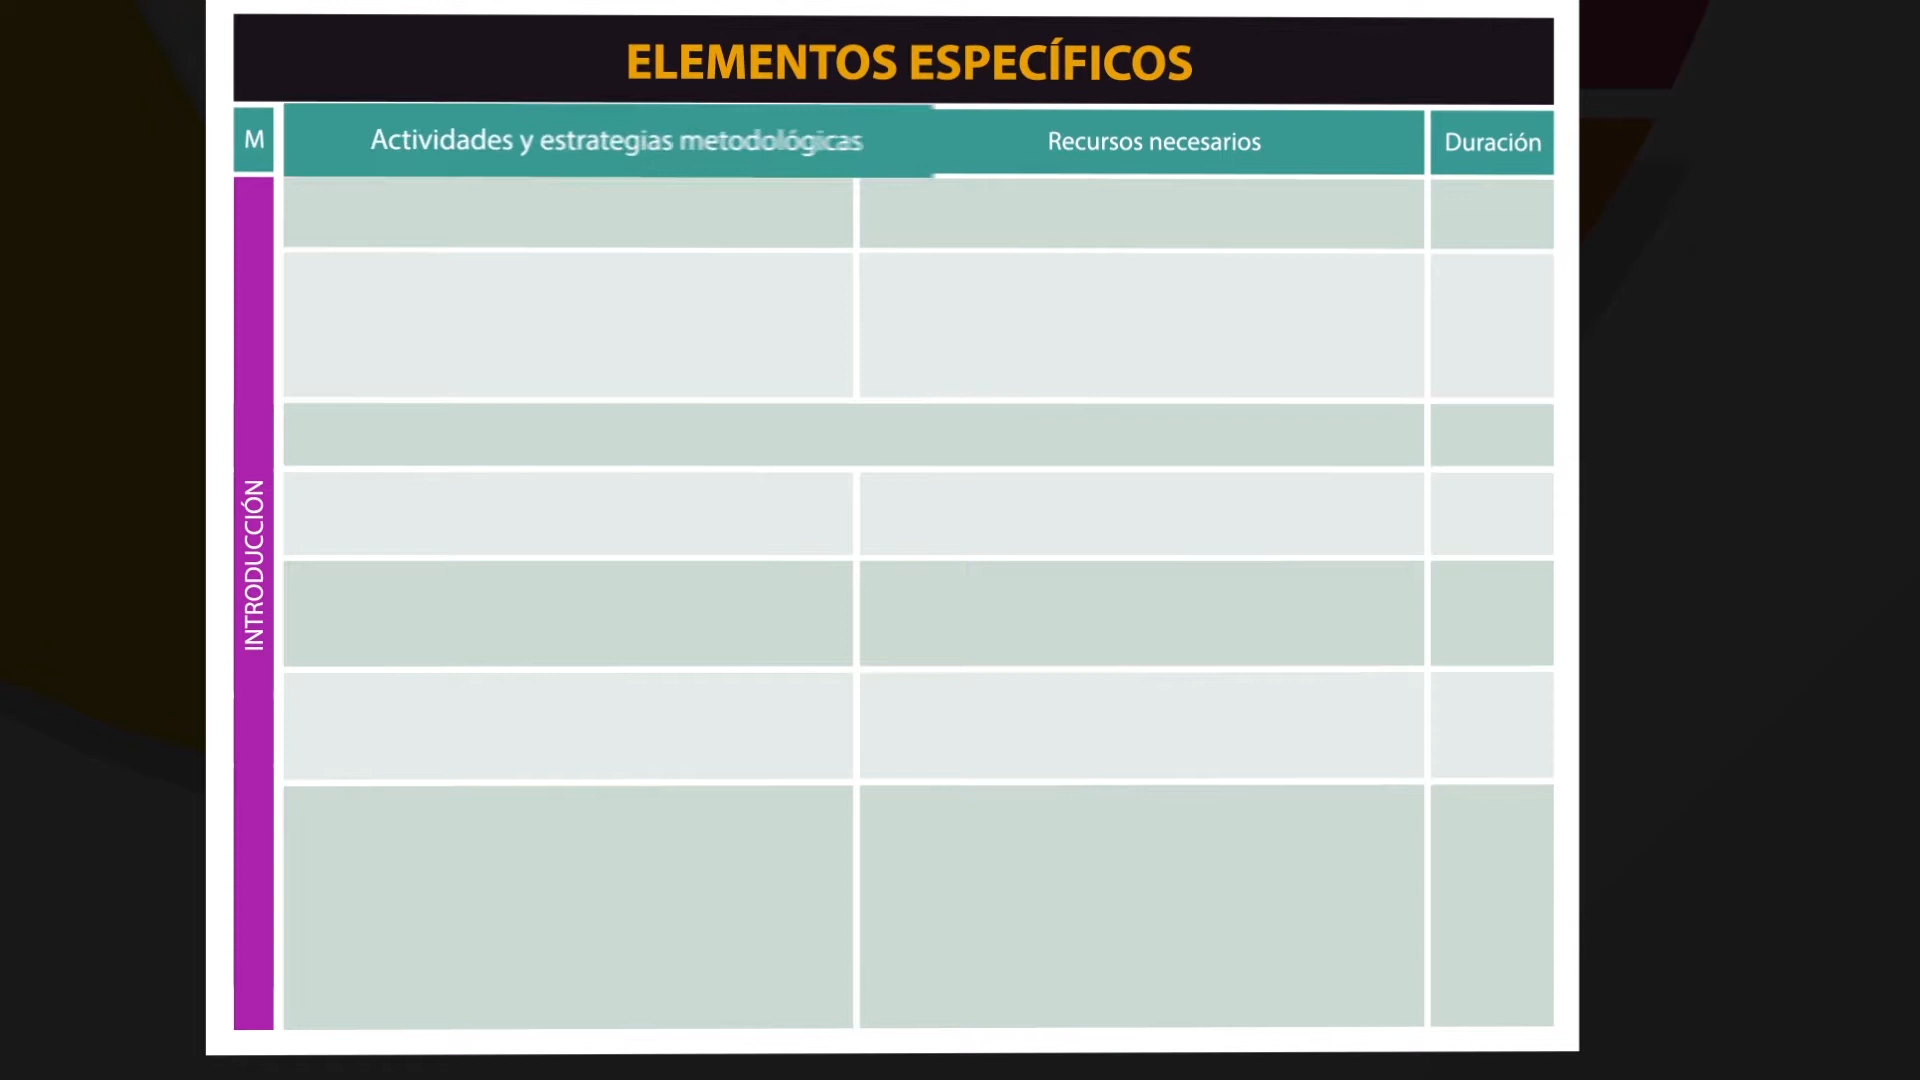 ELEMENTOS ESPECÍFICOS
M
Actividades y estrategias metodológicas
Recursos necesarios
Duración
INTRODUCCIÓN